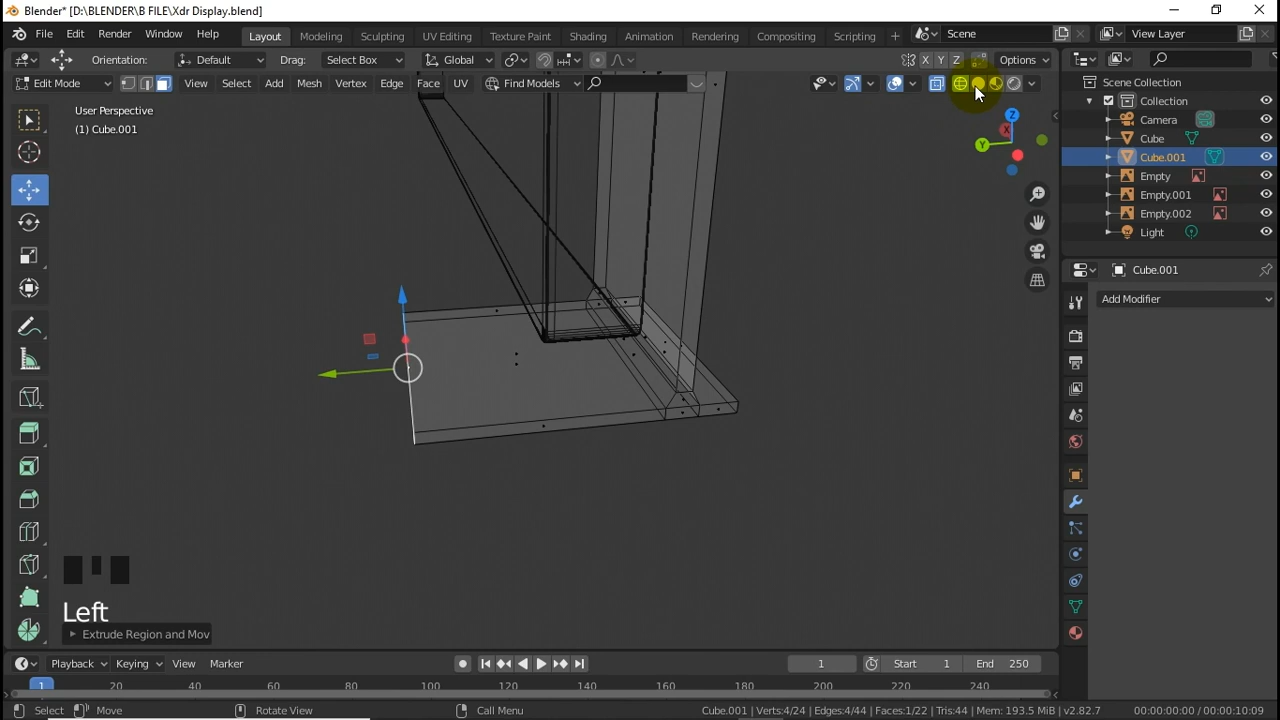 Blender* [D:\BLENDER\B FILE\Xdr Display.blend]
File Edit Render Window Help Layout Modeling Sculpting UV Editing Texture Paint Shading Animation Rendering Compositing Scripting + Scene View Layer
Orientation: Default Drag: Select Box Global X Y Z Options
Edit Mode View Select Add Mesh Vertex Edge Face UV Find Models
User Perspective
(1) Cube.001
Z
X
Y
Scene Collection
Collection
Camera
Cube
Cube.001
Empty
Empty.001
Empty.002
Light
Cube.001
Add Modifier
Left
Extrude Region and Mov
Playback Keying View Marker 1 Start 1 End 250
1 20 40 60 80 100 120 140 160 180 200 220 240
Select Move Rotate View Call Menu Cube.001 | Verts:4/24 | Edges:4/44 | Faces:1/22 | Tris:44 | Mem: 193.5 MiB | v2.82.7 00:00:00:00 / 00:00:10:09